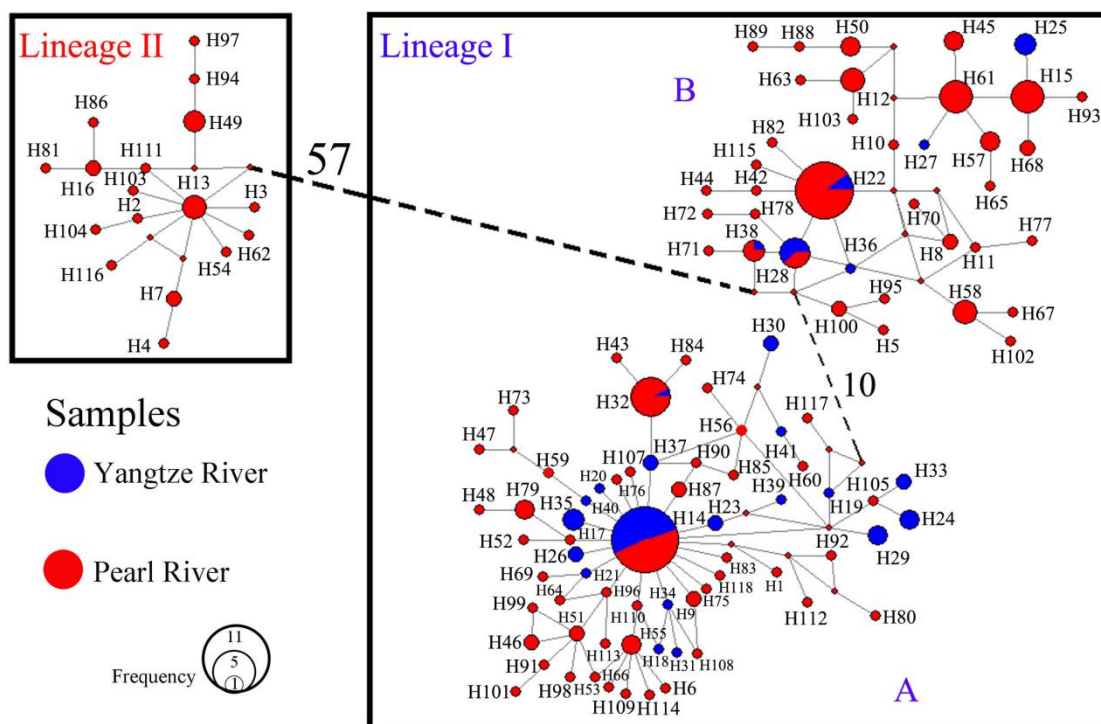 Lineage II
H97
H94
H86
H49
H81
H111
H16
H103
H13
H3
H2
H104
H62
H54
H116
H7
H4
57
Lineage I
B
H89
H88
H50
H45
H25
H63
H61
H15
H12
H103
H93
H82
H10
H27
H57
H68
H115
H44
H42
H22
H65
H72
H78
H70
H77
H38
H36
H8
H11
H71
H28
H95
H58
H67
H100
H5
H102
10
H30
H43
H84
H74
H32
H117
H73
H56
H41
H47
H37
H90
H59
H107
H85
H60
H105
H33
H20
H76
H87
H39
H19
H48
H79
H35
H40
H23
H14
H24
H17
H52
H26
H92
H29
H83
H69
H21
H118
H1
H64
H96
H34
H75
H99
H110
H9
H112
H80
H51
H55
H46
H113
H18
H31
H108
H91
H66
H101
H98
H53
H6
H109
H114
A
Samples
Yangtze River
Pearl River
Frequency
11
5
1